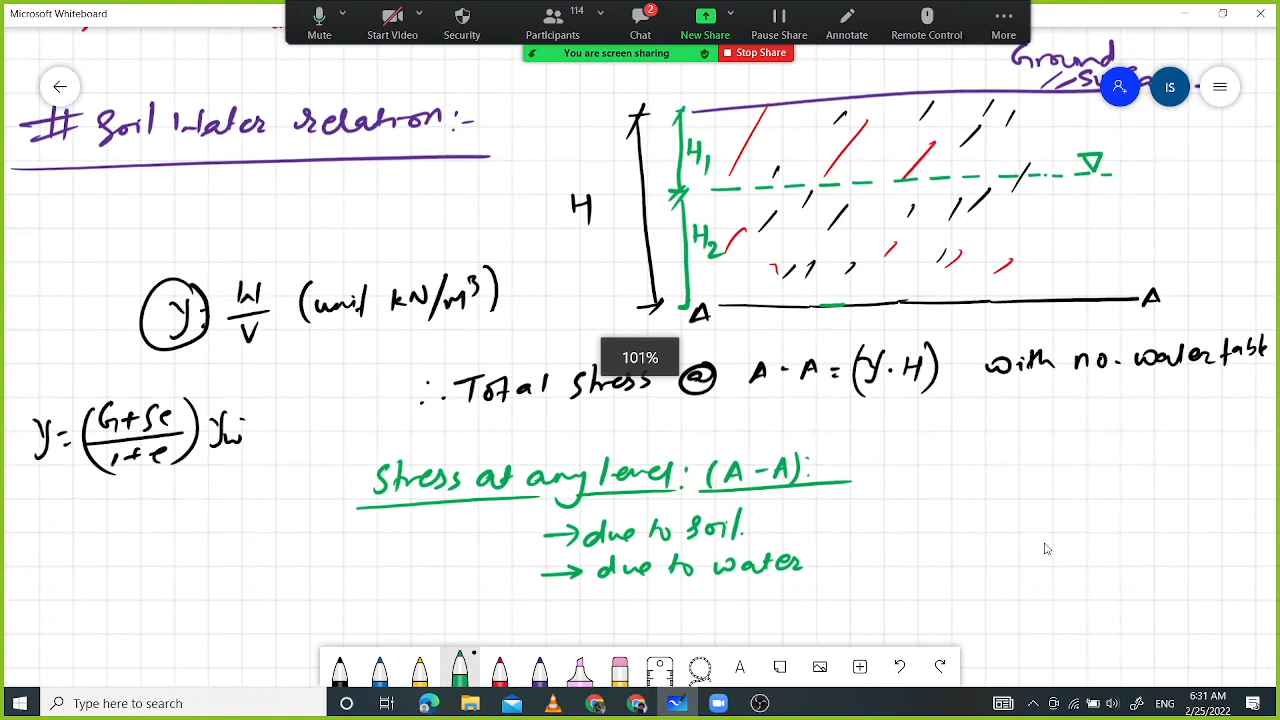 Microsoft Whiteboard
Mute
Start Video
Security
114
Participants
2
Chat
New Share
Pause Share
Annotate
Remote Control
More
You are screen sharing
Stop Share
Ground
IS
# Soil Water relation:-
H
H1
H2
A A
γ = W/V (unit kN/m³)
101%
∴ Total stress @ A - A = (γ · H) with no water table
γ = (G+Se/1+e) γw
Stress at any level: (A - A):
→ due to soil.
→ due to water
A
Type here to search
ENG
6:31 AM
2/25/2022